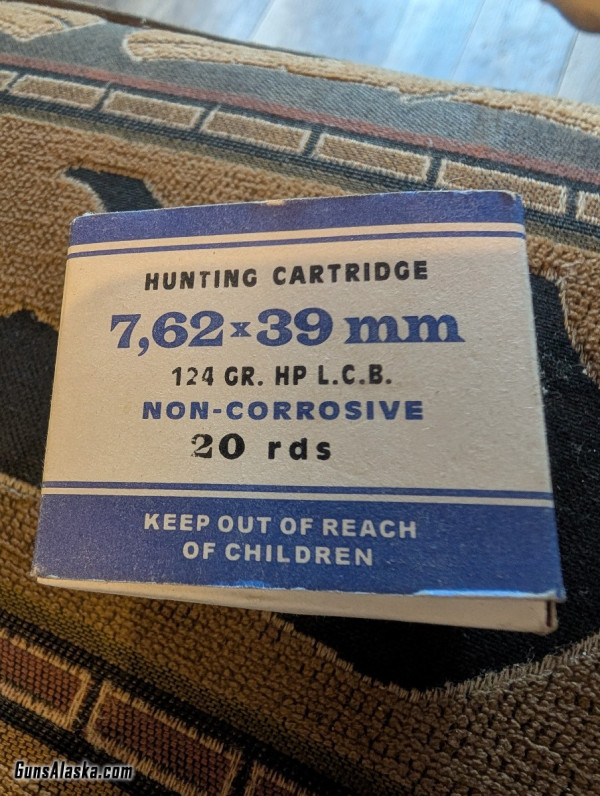 HUNTING CARTRIDGE
7,62x39 mm
124 GR. HP L.C.B.
NON-CORROSIVE
20 rds
KEEP OUT OF REACH
OF CHILDREN
GunsAlaska.com